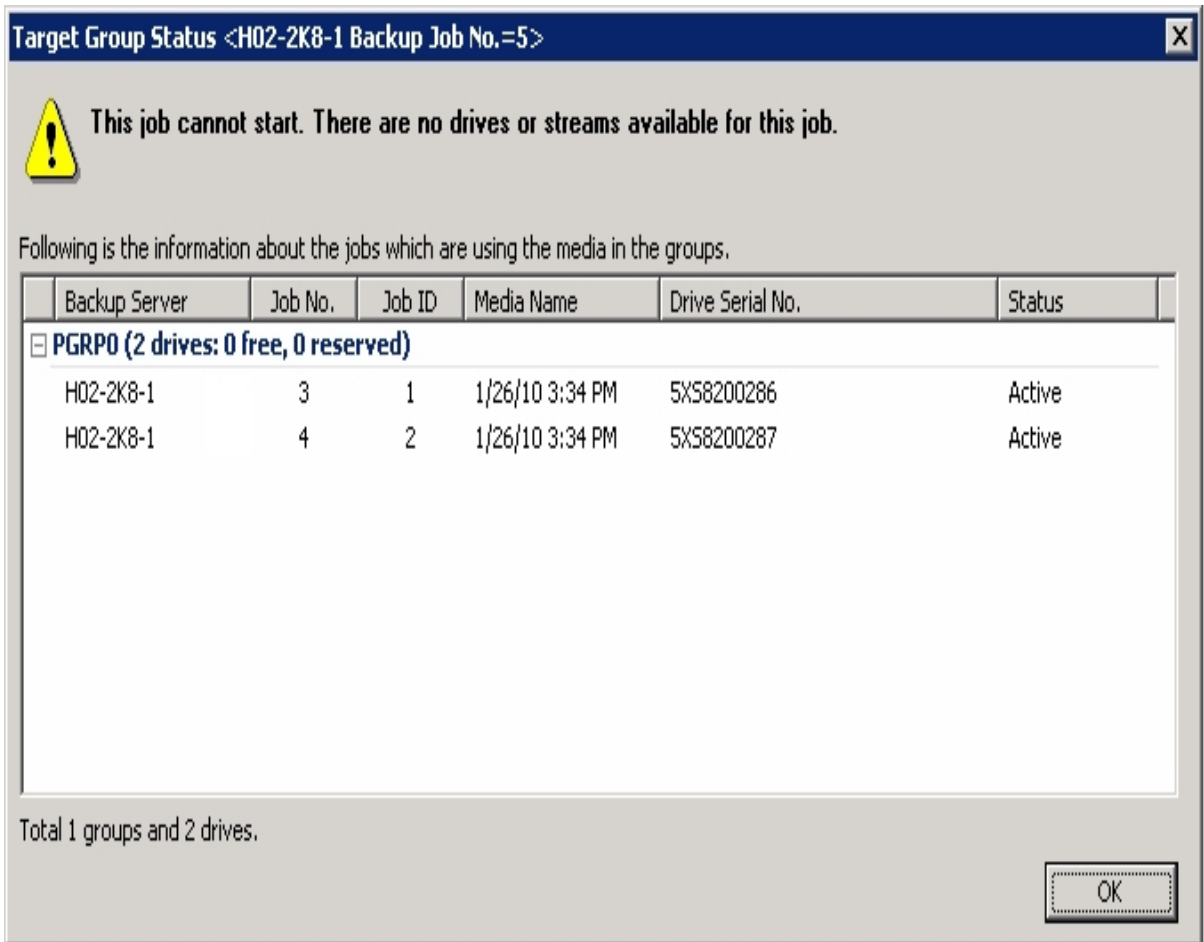 Target Group Status <H02-2K8-1 Backup Job No.=5>
This job cannot start. There are no drives or streams available for this job.
Following is the information about the jobs which are using the media in the groups.
Backup Server Job No. Job ID Media Name Drive Serial No. Status
PGRP0 (2 drives: 0 free, 0 reserved)
H02-2K8-1 3 1 1/26/10 3:34 PM 5XS8200286 Active
H02-2K8-1 4 2 1/26/10 3:34 PM 5XS8200287 Active
Total 1 groups and 2 drives.
OK